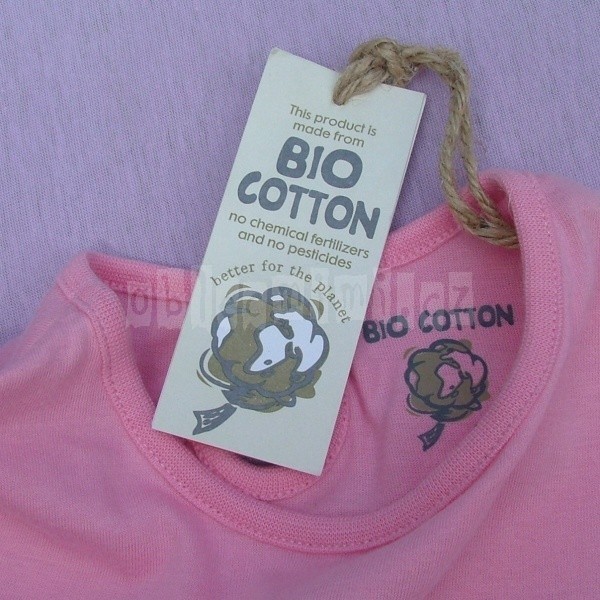 This product is
made from
BIO
COTTON
no chemical fertilizers
and no pesticides
better for the planet
BIO COTTON